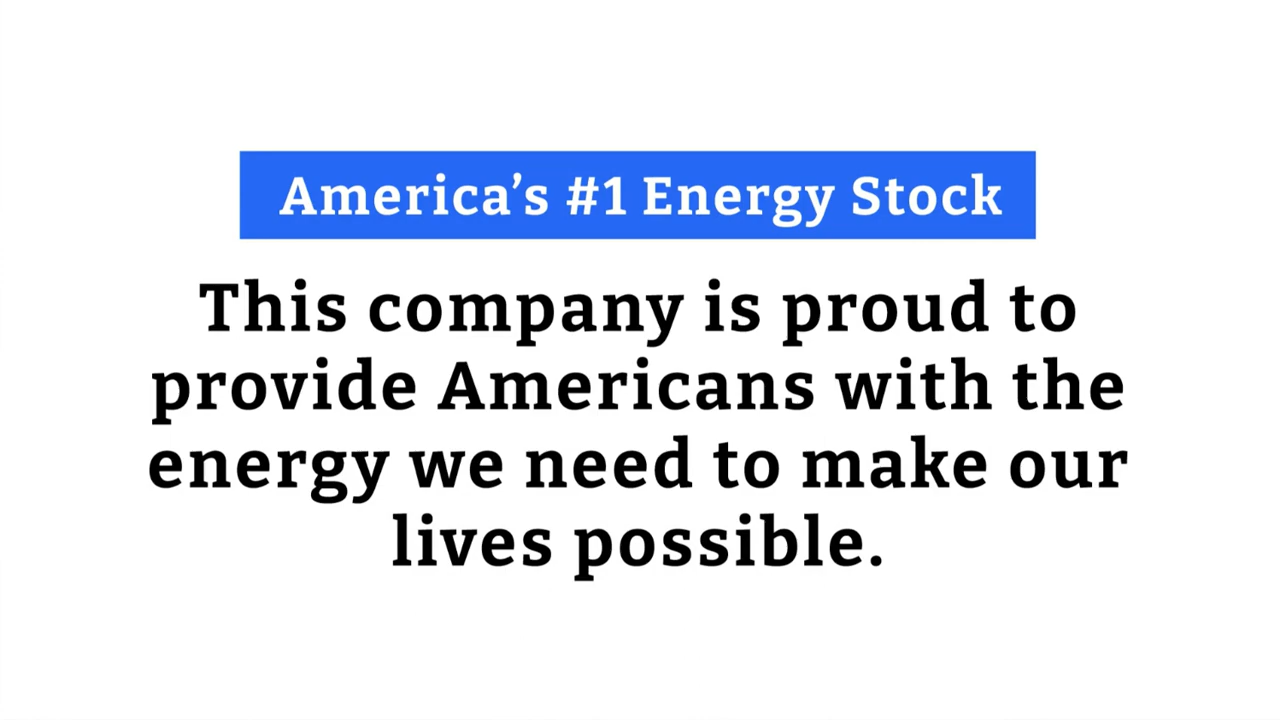 America’s #1 Energy Stock
This company is proud to
provide Americans with the
energy we need to make our
lives possible.